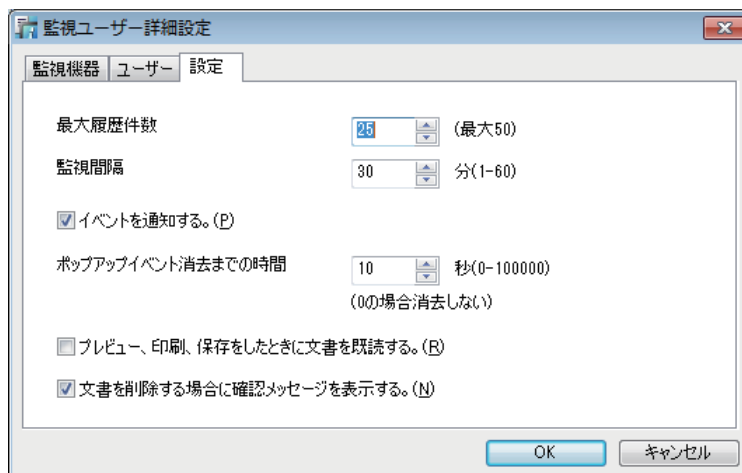 監視ユーザー詳細設定
監視機器 ユーザー 設定
最大履歴件数 25 (最大50)
監視間隔 30 分(1-60)
イベントを通知する。(P)
ポップアップイベント消去までの時間 10 秒(0-100000)
(0の場合消去しない)
プレビュー、印刷、保存をしたときに文書を既読する。(R)
文書を削除する場合に確認メッセージを表示する。(N)
OK キャンセル